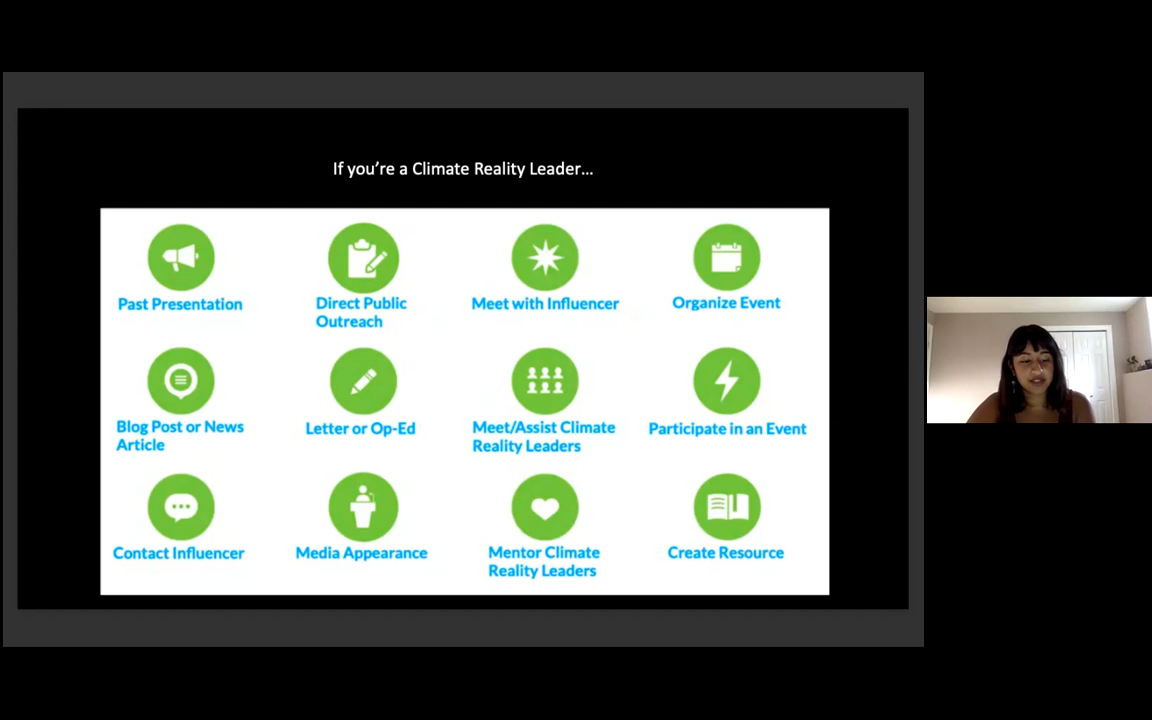 If you're a Climate Reality Leader...
Past Presentation
Direct Public
Outreach
Meet with Influencer
Organize Event
Blog Post or News
Article
Letter or Op-Ed
Meet/Assist Climate
Reality Leaders
Participate in an Event
Contact Influencer
Media Appearance
Mentor Climate
Reality Leaders
Create Resource